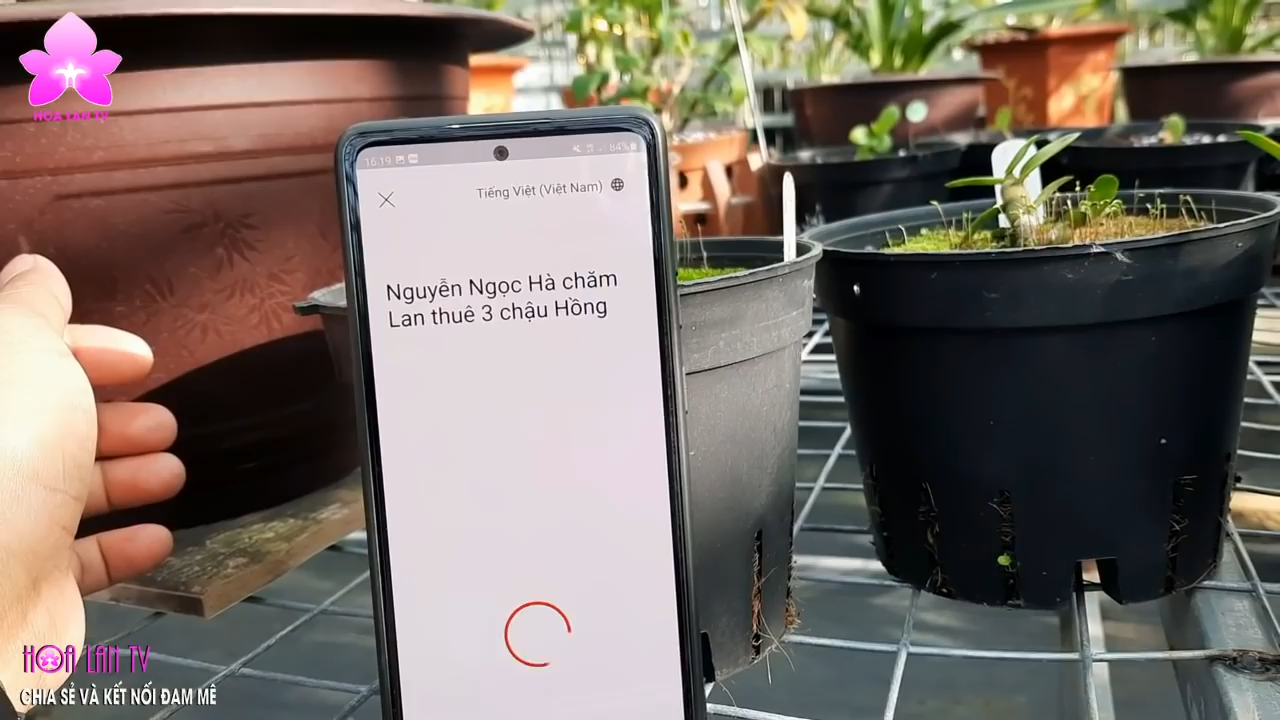 HOA LAN TV
16:19
84%
Tiếng Việt (Việt Nam)
Nguyễn Ngọc Hà chăm
Lan thuê 3 chậu Hồng
HOA LAN TV
CHIA SẺ VÀ KẾT NỐI ĐAM MÊ